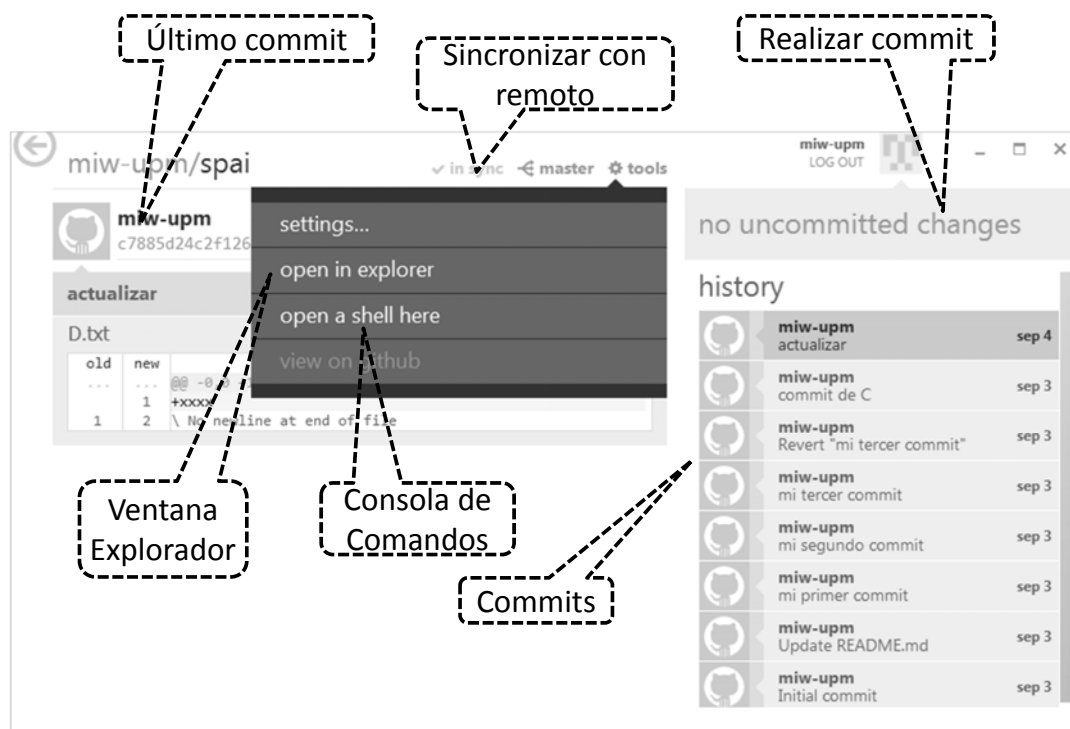 Último commit
Sincronizar con
remoto
Realizar commit
miw-upm/spai
in sync
master
tools
miw-upm
LOG OUT
miw-upm
c7885d24c2f126
settings...
open in explorer
open a shell here
view on github
no uncommitted changes
actualizar
D.txt
old new
... ... @@ -0,0
1 +xxxx
1 2 \ No newline at end of file
history
miw-upm
actualizar
sep 4
miw-upm
commit de C
sep 3
miw-upm
Revert "mi tercer commit"
sep 3
miw-upm
mi tercer commit
sep 3
miw-upm
mi segundo commit
sep 3
miw-upm
mi primer commit
sep 3
miw-upm
Update README.md
sep 3
miw-upm
Initial commit
sep 3
Ventana
Explorador
Consola de
Comandos
Commits